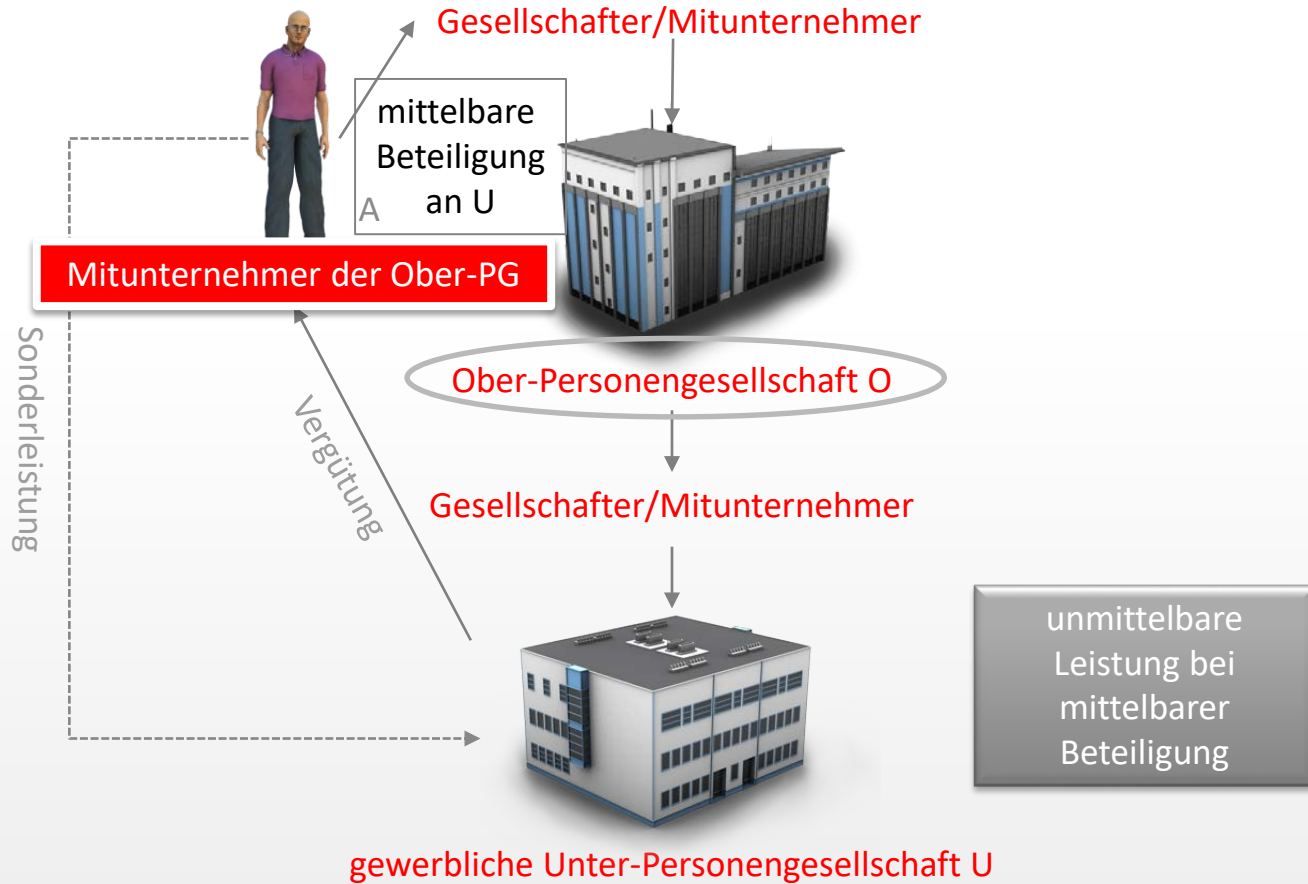 Gesellschafter/Mitunternehmer
mittelbare
Beteiligung
an U
A
Mitunternehmer der Ober-PG
Sonderleistung
Vergütung
Ober-Personengesellschaft O
Gesellschafter/Mitunternehmer
unmittelbare
Leistung bei
mittelbarer
Beteiligung
gewerbliche Unter-Personengesellschaft U